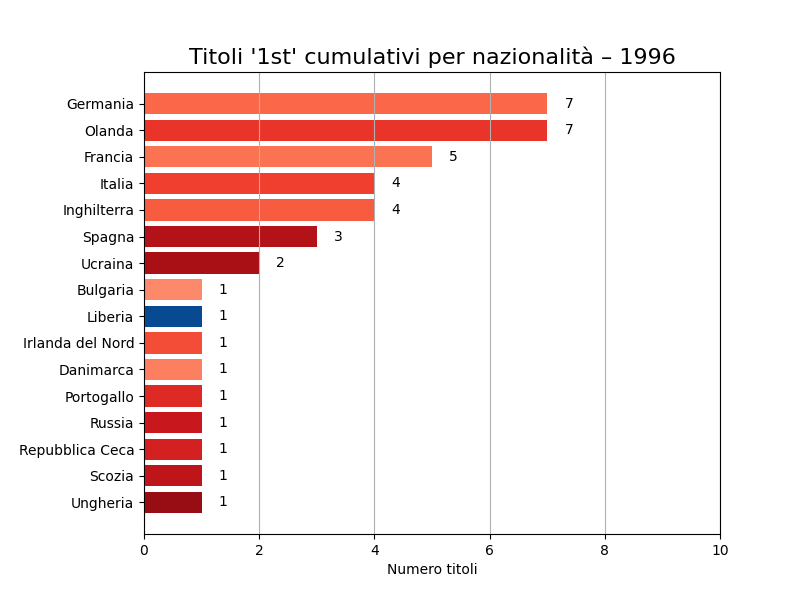 Titoli '1st' cumulativi per nazionalità – 1996
Germania 7
Olanda 7
Francia 5
Italia 4
Inghilterra 4
Spagna 3
Ucraina 2
Bulgaria 1
Liberia 1
Irlanda del Nord 1
Danimarca 1
Portogallo 1
Russia 1
Repubblica Ceca 1
Scozia 1
Ungheria 1
0 2 4 6 8 10
Numero titoli